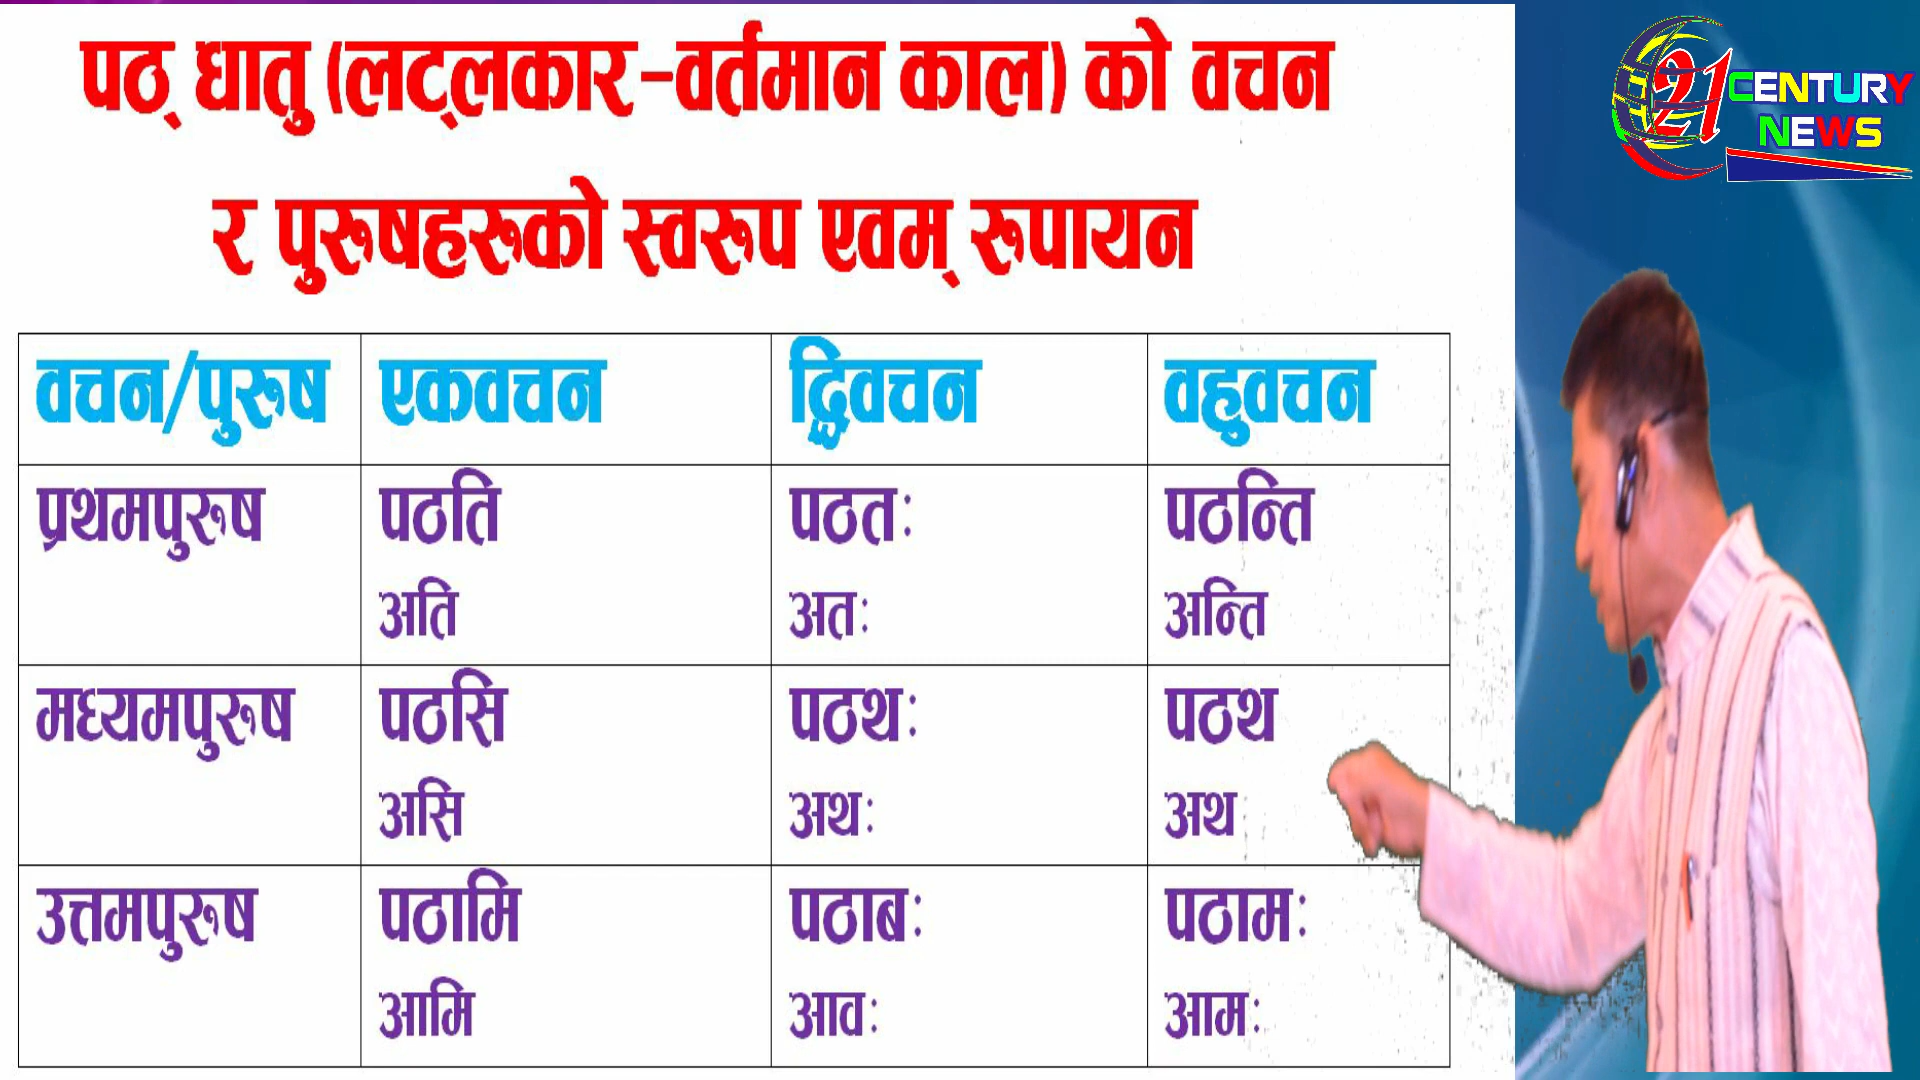 पठ् धातु (लट्लकार-वर्तमान काल) को वचन
र पुरुषहरुको स्वरुप एवम् रुपायन
वचन/पुरुष एकवचन द्विवचन वहुवचन
प्रथमपुरुष पठति पठतः पठन्ति
अति अतः अन्ति
मध्यमपुरुष पठसि पठथः पठथ
असि अथः अथ
उत्तमपुरुष पठामि पठाबः पठामः
आमि आवः आमः
21 CENTURY
NEWS